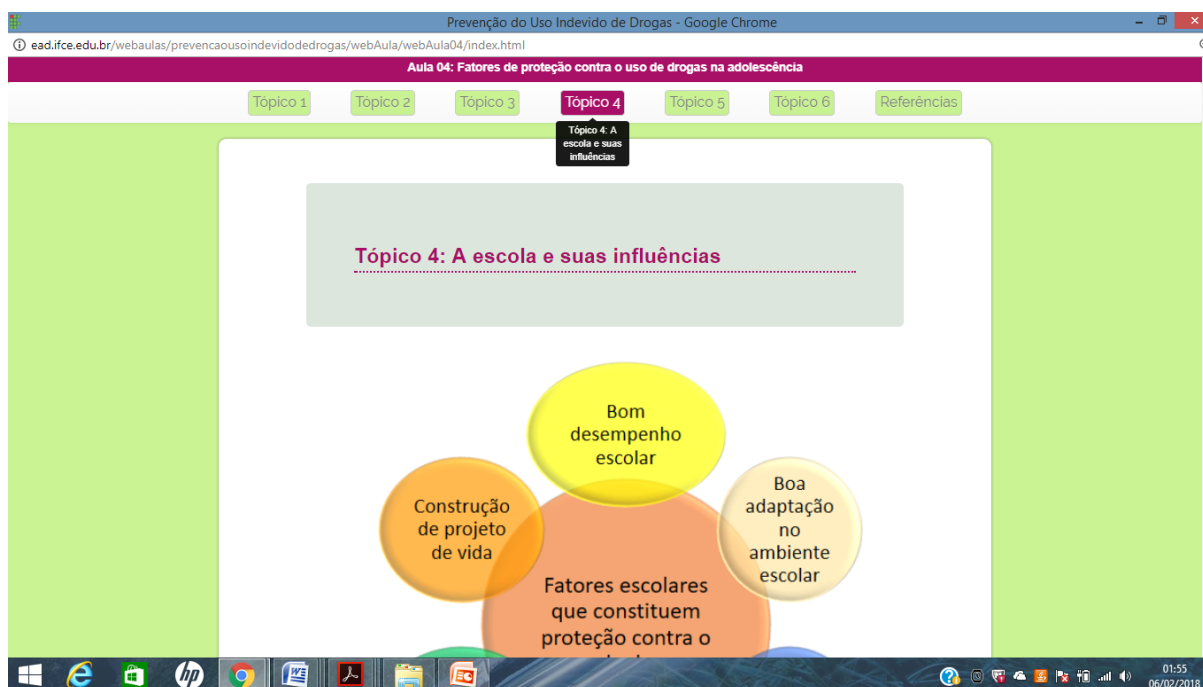 Prevenção do Uso Indevido de Drogas - Google Chrome
ead.ifce.edu.br/webaulas/prevencaousoindevidodedrogas/webAula/webAula04/index.html
Aula 04: Fatores de proteção contra o uso de drogas na adolescência
Tópico 1 Tópico 2 Tópico 3 Tópico 4 Tópico 5 Tópico 6 Referências
Tópico 4: A
escola e suas
influências
Tópico 4: A escola e suas influências
Bom
desempenho
escolar
Construção
de projeto
de vida
Boa
adaptação
no
ambiente
escolar
Fatores escolares
que constituem
proteção contra o
hp
01:55
06/02/2018